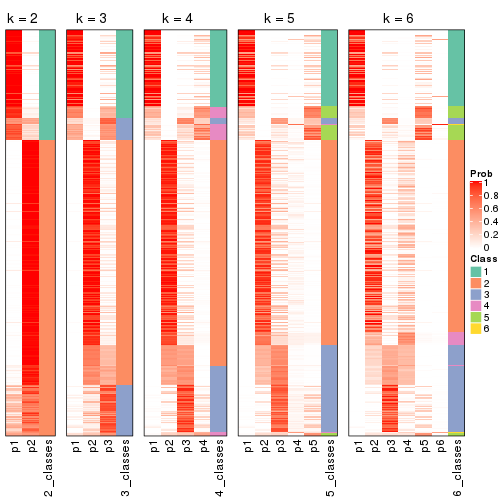 k = 2
k = 3
k = 4
k = 5
k = 6
p1
p2
2_classes
p1
p2
p3
3_classes
p1
p2
p3
p4
4_classes
p1
p2
p3
p4
p5
5_classes
p1
p2
p3
p4
p5
p6
6_classes
Prob
1
0.8
0.6
0.4
0.2
0
Class
1
2
3
4
5
6